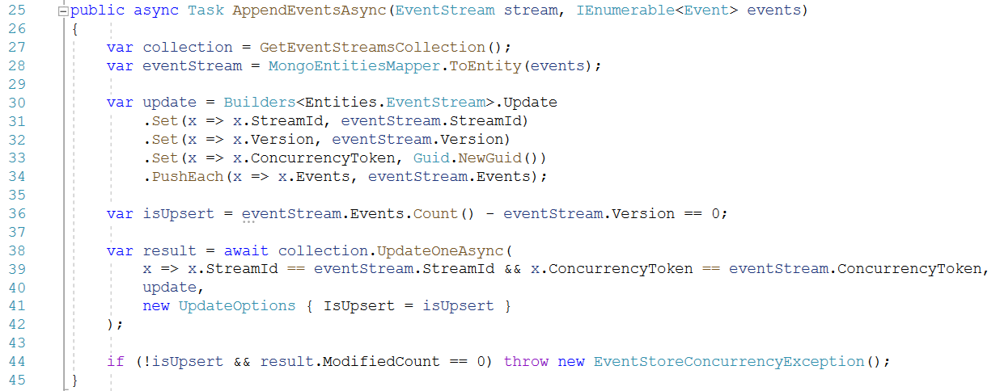 25 public async Task AppendEventsAsync(EventStream stream, IEnumerable<Event> events)
26 {
27     var collection = GetEventStreamsCollection();
28     var eventStream = MongoEntitiesMapper.ToEntity(events);
29
30     var update = Builders<Entities.EventStream>.Update
31         .Set(x => x.StreamId, eventStream.StreamId)
32         .Set(x => x.Version, eventStream.Version)
33         .Set(x => x.ConcurrencyToken, Guid.NewGuid())
34         .PushEach(x => x.Events, eventStream.Events);
35
36     var isUpsert = eventStream.Events.Count() - eventStream.Version == 0;
37
38     var result = await collection.UpdateOneAsync(
39         x => x.StreamId == eventStream.StreamId && x.ConcurrencyToken == eventStream.ConcurrencyToken,
40         update,
41         new UpdateOptions { IsUpsert = isUpsert }
42     );
43
44     if (!isUpsert && result.ModifiedCount == 0) throw new EventStoreConcurrencyException();
45 }